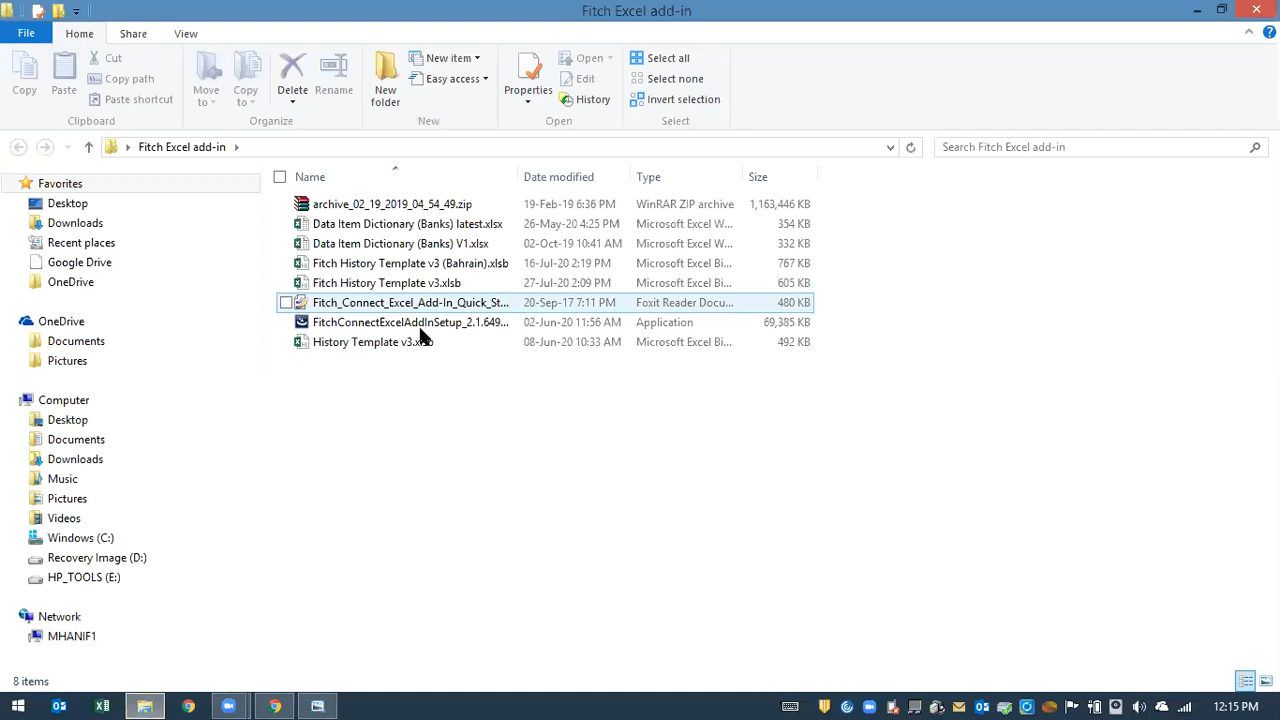 Fitch Excel add-in
File
Home
Share
View
Copy
Paste
Cut
Copy path
Paste shortcut
Move to
Copy to
Delete
Rename
New folder
New item
Easy access
Properties
Open
Edit
History
Select all
Select none
Invert selection
Clipboard
Organize
New
Open
Select
Fitch Excel add-in
Search Fitch Excel add-in
Name
Date modified
Type
Size
archive_02_19_2019_04_54_49.zip 19-Feb-19 6:36 PM WinRAR ZIP archive 1,163,446 KB
Data Item Dictionary (Banks) latest.xlsx 26-May-20 4:25 PM Microsoft Excel W... 354 KB
Data Item Dictionary (Banks) V1.xlsx 02-Oct-19 10:41 AM Microsoft Excel W... 332 KB
Fitch History Template v3 (Bahrain).xlsb 16-Jul-20 2:19 PM Microsoft Excel Bi... 767 KB
Fitch History Template v3.xlsb 27-Jul-20 2:09 PM Microsoft Excel Bi... 605 KB
Fitch_Connect_Excel_Add-In_Quick_St... 20-Sep-17 7:11 PM Foxit Reader Docu... 480 KB
FitchConnectExcelAddInSetup_2.1.649... 02-Jun-20 11:56 AM Application 69,385 KB
History Template v3.xlsb 08-Jun-20 10:33 AM Microsoft Excel Bi... 492 KB
Favorites
Desktop
Downloads
Recent places
Google Drive
OneDrive
OneDrive
Documents
Pictures
Computer
Desktop
Documents
Downloads
Music
Pictures
Videos
Windows (C:)
Recovery Image (D:)
HP_TOOLS (E:)
Network
MHANIF1
8 items
12:15 PM